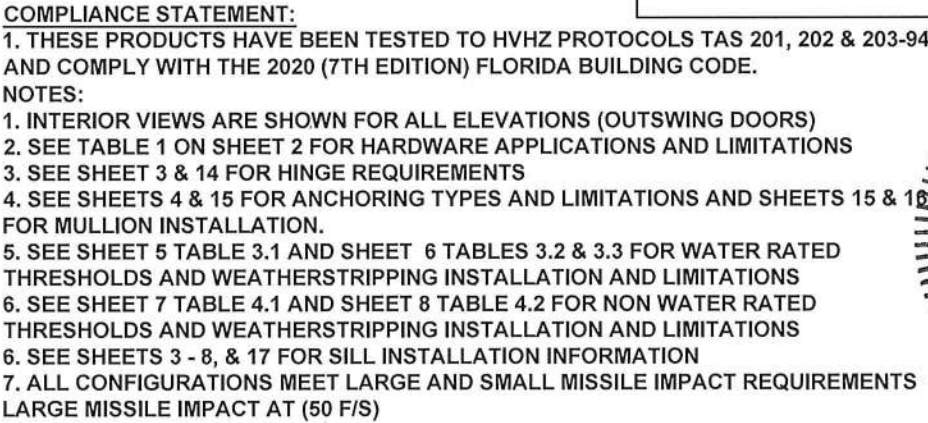 COMPLIANCE STATEMENT:
1. THESE PRODUCTS HAVE BEEN TESTED TO HVHZ PROTOCOLS TAS 201, 202 & 203-94
AND COMPLY WITH THE 2020 (7TH EDITION) FLORIDA BUILDING CODE.
NOTES:
1. INTERIOR VIEWS ARE SHOWN FOR ALL ELEVATIONS (OUTSWING DOORS)
2. SEE TABLE 1 ON SHEET 2 FOR HARDWARE APPLICATIONS AND LIMITATIONS
3. SEE SHEET 3 & 14 FOR HINGE REQUIREMENTS
4. SEE SHEETS 4 & 15 FOR ANCHORING TYPES AND LIMITATIONS AND SHEETS 15 & 16
FOR MULLION INSTALLATION.
5. SEE SHEET 5 TABLE 3.1 AND SHEET 6 TABLES 3.2 & 3.3 FOR WATER RATED
THRESHOLDS AND WEATHERSTRIPPING INSTALLATION AND LIMITATIONS
6. SEE SHEET 7 TABLE 4.1 AND SHEET 8 TABLE 4.2 FOR NON WATER RATED
THRESHOLDS AND WEATHERSTRIPPING INSTALLATION AND LIMITATIONS
6. SEE SHEETS 3 - 8, & 17 FOR SILL INSTALLATION INFORMATION
7. ALL CONFIGURATIONS MEET LARGE AND SMALL MISSILE IMPACT REQUIREMENTS
LARGE MISSILE IMPACT AT (50 F/S)